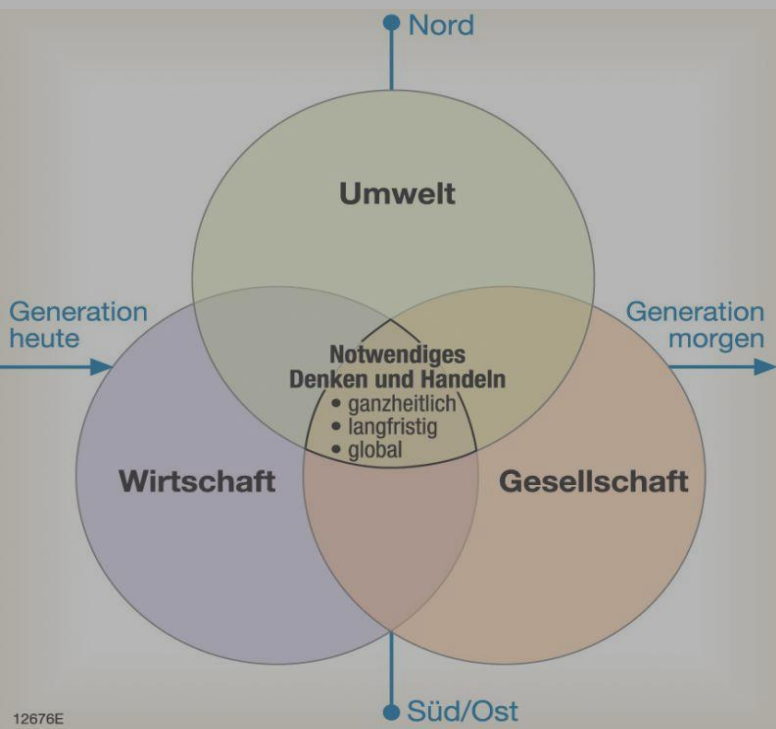 Nord
Umwelt
Generation
heute
Generation
morgen
Notwendiges
Denken und Handeln
• ganzheitlich
• langfristig
• global
Wirtschaft
Gesellschaft
Süd/Ost
12676E